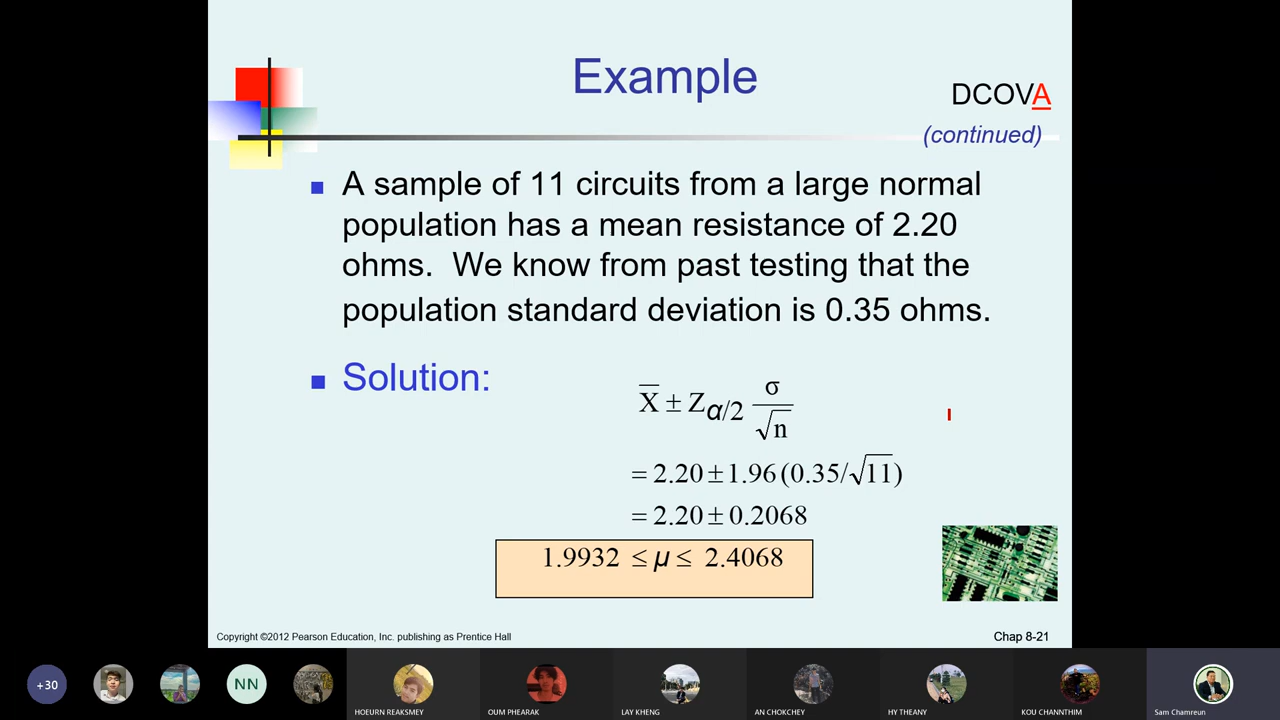 Example
DCOVA
(continued)
A sample of 11 circuits from a large normal
population has a mean resistance of 2.20
ohms. We know from past testing that the
population standard deviation is 0.35 ohms.
Solution:
X̅ ± Zα/2 σ/√n
= 2.20 ± 1.96 (0.35/√11)
= 2.20 ± 0.2068
1.9932 ≤ μ ≤ 2.4068
Copyright ©2012 Pearson Education, Inc. publishing as Prentice Hall
Chap 8-21
+30
NN
HOEURN REAKSMEY
OUM PHEARAK
LAY KHENG
AN CHOKCHEY
HY THEANY
KOU CHANNTHIM
Sam Chamreun